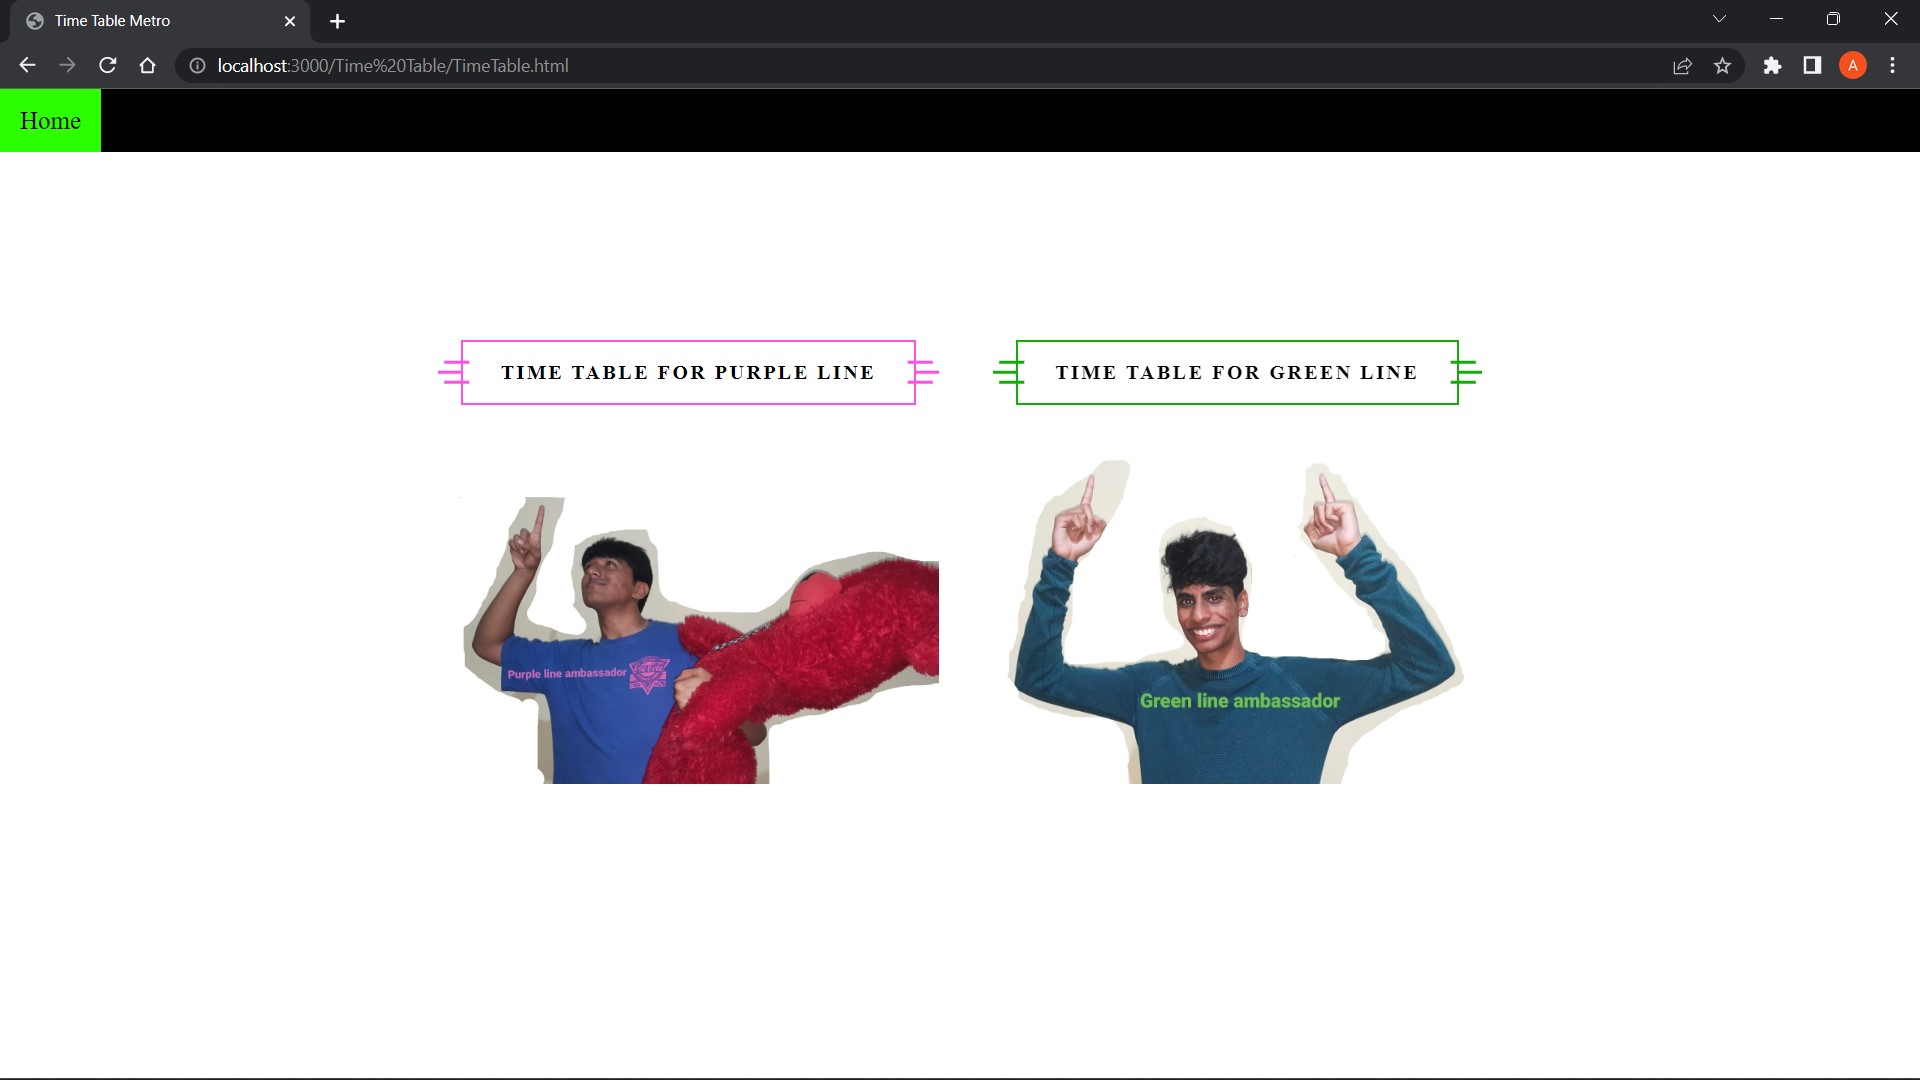 Time Table Metro
localhost:3000/Time%20Table/TimeTable.html
A
Home
TIME TABLE FOR PURPLE LINE
TIME TABLE FOR GREEN LINE
Purple line ambassador
Green line ambassador